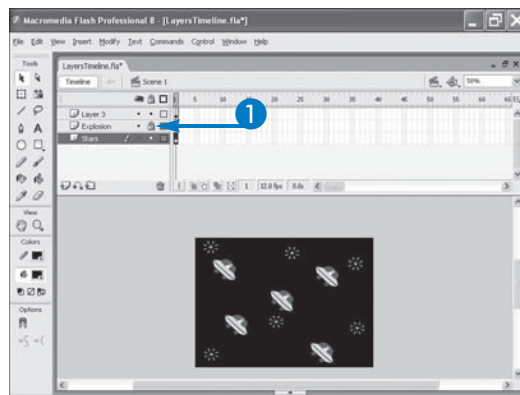 Macromedia Flash Professional 8 - [LayersTimeline.fla*]
File Edit View Insert Modify Text Commands Control Window Help
Tools
LayersTimeline.fla*
Timeline Scene 1 50%
1 5 10 15 20 25 30 35 40 45 50 55 60 65
Layer 3
Explosion
1
Stars
1 12.0 fps 0.0s
View
Colors
Options